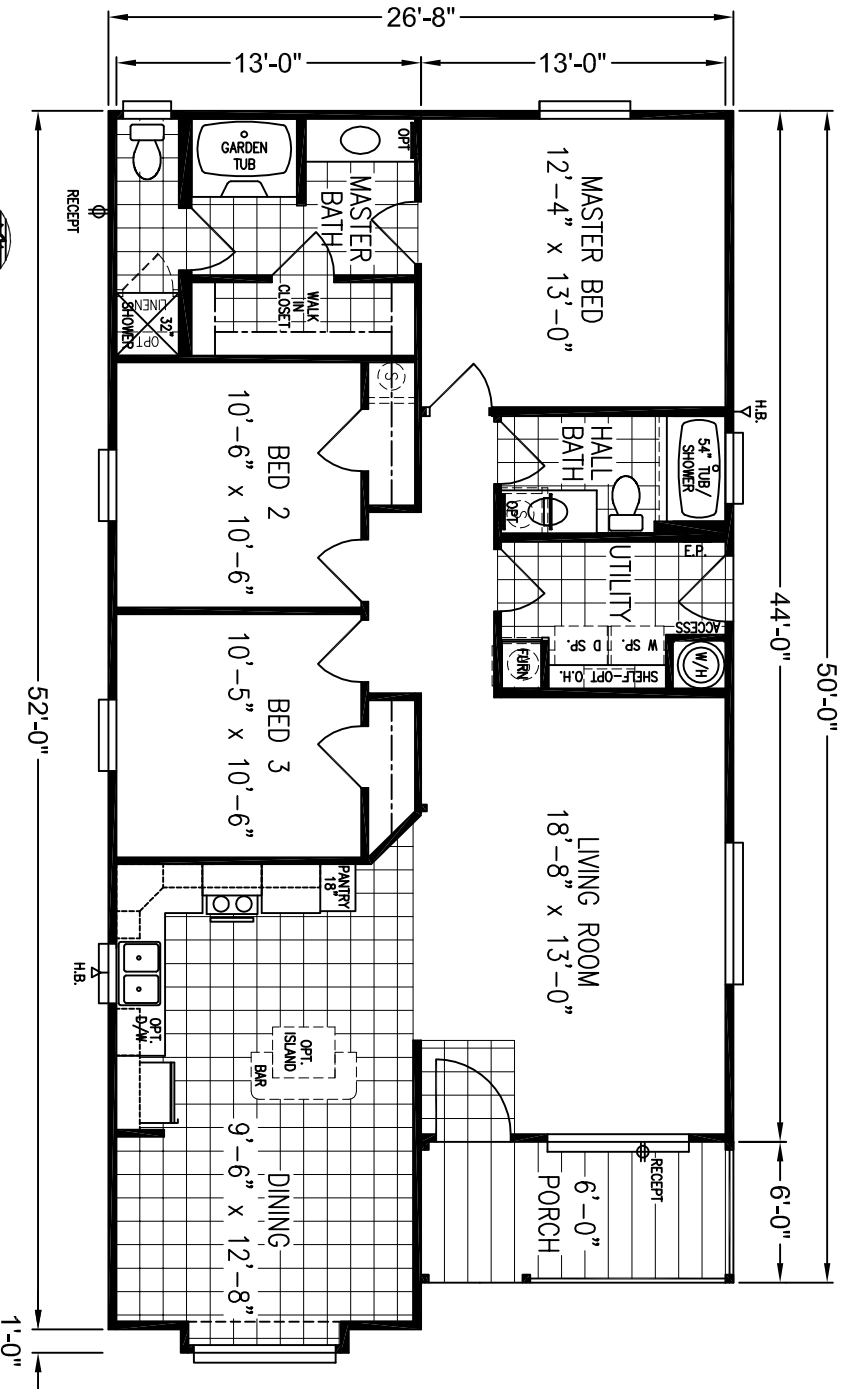 50'-0"
44'-0"
6'-0"
H.B.
26'-8"
13'-0"
13'-0"
MASTER BED
12'-4" x 13'-0"
54" TUB/
SHOWER
HALL
BATH
OPT
S
E.P.
ACCESS
UTILITY
W SP.
D SP.
W/H
SHELF-OPT O.H.
FURN
LIVING ROOM
18'-8" x 13'-0"
RECEPT
6'-0"
PORCH
OPT
MASTER
BATH
GARDEN
TUB
WALK
IN
CLOSET
S
LINEN
OPT
32"
SHOWER
RECEPT
BED 2
10'-6" x 10'-6"
BED 3
10'-5" x 10'-6"
PANTRY
18"
OPT.
ISLAND
BAR
OPT.
D/W
H.B.
DINING
9'-6" x 12'-8"
52'-0"
1'-0"